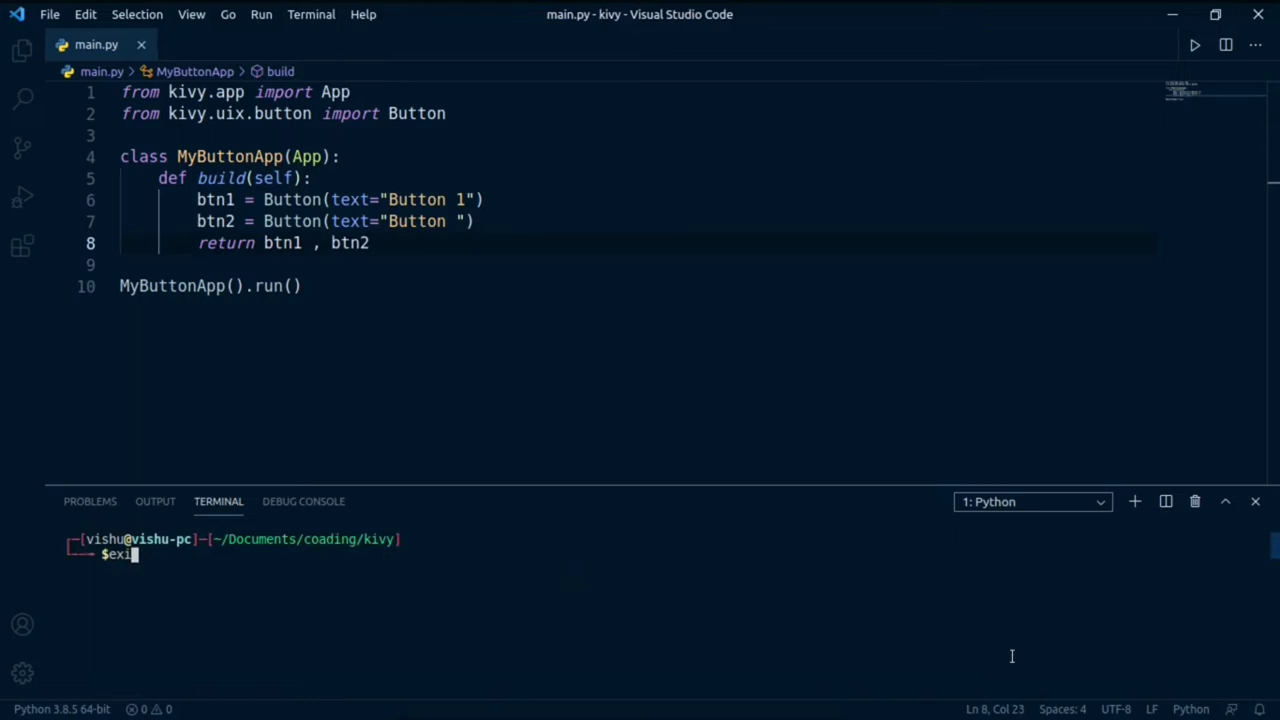 File Edit Selection View Go Run Terminal Help main.py - kivy - Visual Studio Code
main.py
main.py > MyButtonApp > build
1 from kivy.app import App
2 from kivy.uix.button import Button
3
4 class MyButtonApp(App):
5 def build(self):
6 btn1 = Button(text="Button 1")
7 btn2 = Button(text="Button ")
8 return btn1 , btn2
9
10 MyButtonApp().run()
PROBLEMS OUTPUT TERMINAL DEBUG CONSOLE 1: Python
[vishu@vishu-pc]-[~/Documents/coading/kivy]
$exi
Python 3.8.5 64-bit 0 0 Ln 8, Col 23 Spaces: 4 UTF-8 LF Python